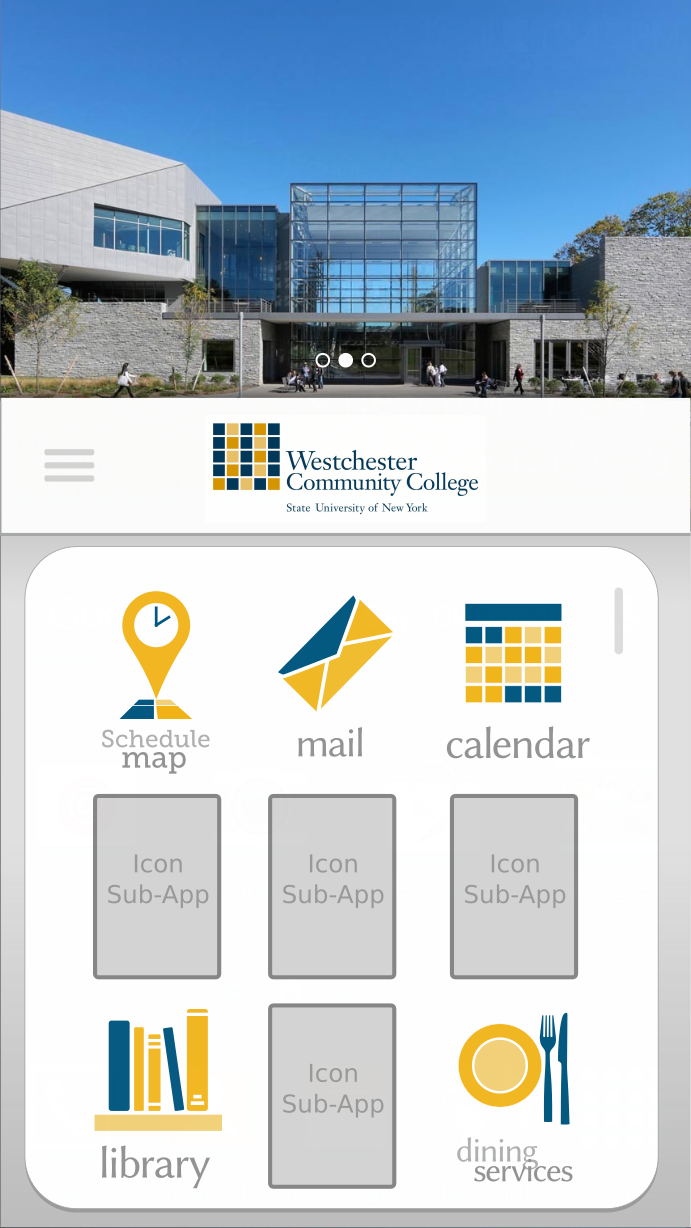 Westchester
Community College
State University of New York
Schedule
map
mail
calendar
Icon
Sub-App
Icon
Sub-App
Icon
Sub-App
library
Icon
Sub-App
dining
services